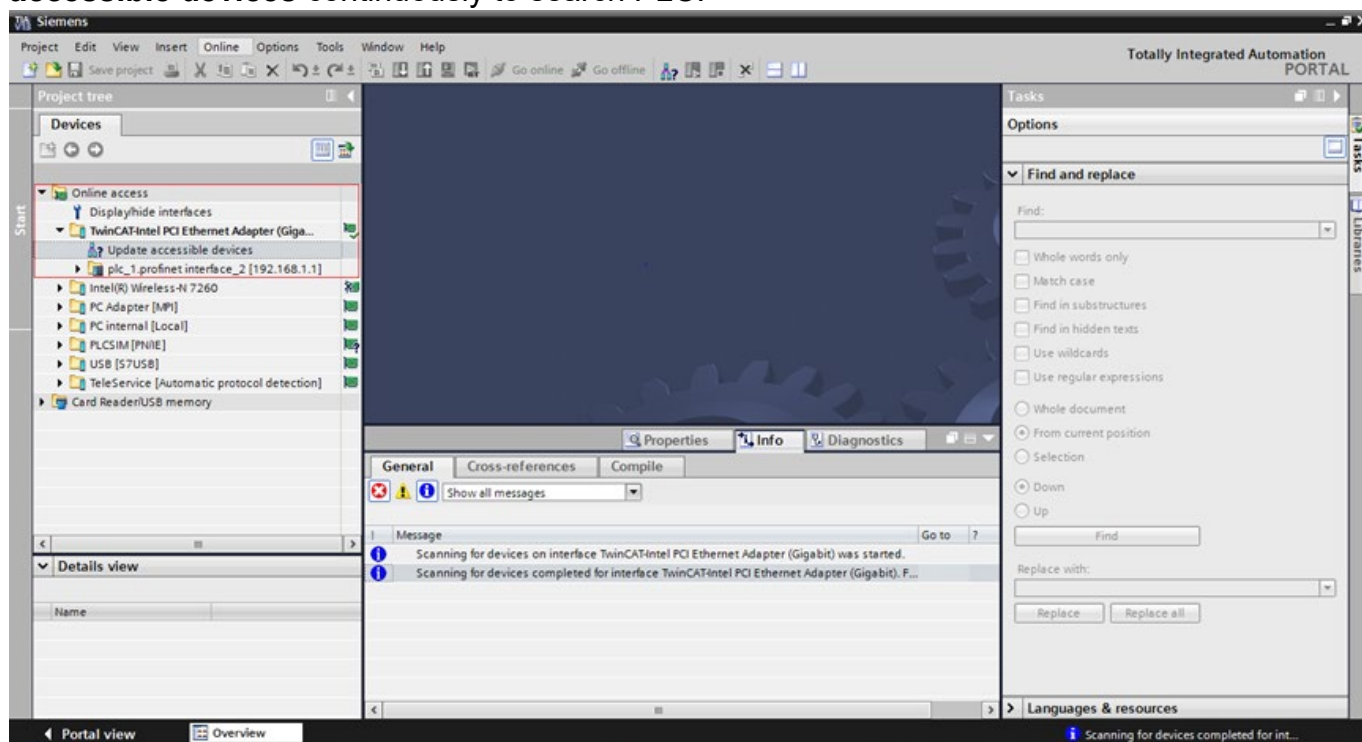 accessible devices continuously to search PLC.
Siemens
Project Edit View Insert Online Options Tools Window Help
Totally Integrated Automation
PORTAL
Save project
Go online
Go offline
Project tree
Devices
Start
Online access
Display/hide interfaces
TwinCAT-Intel PCI Ethernet Adapter (Giga...
Update accessible devices
plc_1.profinet interface_2 [192.168.1.1]
Intel(R) Wireless-N 7260
PC Adapter [MPI]
PC internal [Local]
PLCSIM [PN/IE]
USB [S7USB]
TeleService [Automatic protocol detection]
Card Reader/USB memory
Details view
Name
Properties Info Diagnostics
General Cross-references Compile
Show all messages
! Message Go to ?
Scanning for devices on interface TwinCAT-Intel PCI Ethernet Adapter (Gigabit) was started.
Scanning for devices completed for interface TwinCAT-Intel PCI Ethernet Adapter (Gigabit). F...
Tasks
Options
Find and replace
Find:
Whole words only
Match case
Find in substructures
Find in hidden texts
Use wildcards
Use regular expressions
Whole document
From current position
Selection
Down
Up
Find
Replace with:
Replace Replace all
Languages & resources
Tasks
Libraries
Portal view Overview
Scanning for devices completed for int...